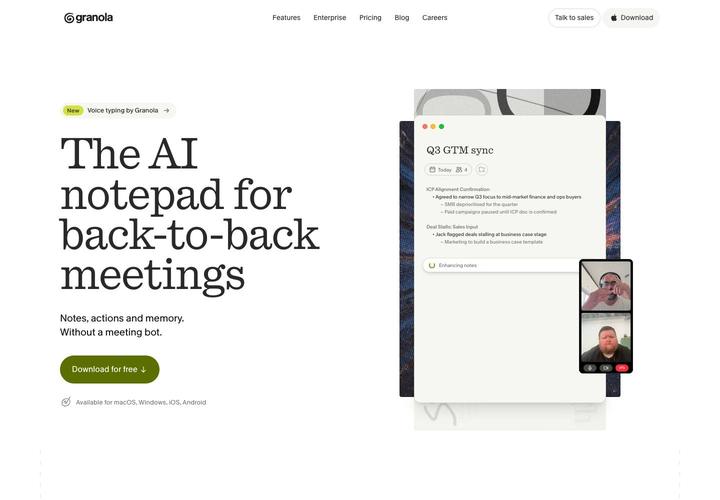 granola
Features
Enterprise
Pricing
Blog
Careers
Talk to sales
Download
New
Voice typing by Granola →
The AI
notepad for
back-to-back
meetings
Notes, actions and memory.
Without a meeting bot.
Download for free ↓
Available for macOS, Windows, iOS, Android
Q3 GTM sync
Today
4
ICP Alignment Confirmation
• Agreed to narrow Q3 focus to mid-market finance and ops buyers
– SMB deprioritised for the quarter
– Paid campaigns paused until ICP doc is confirmed
Deal Stalls: Sales Input
• Jack flagged deals stalling at business case stage
– Marketing to build a business case template
Enhancing notes